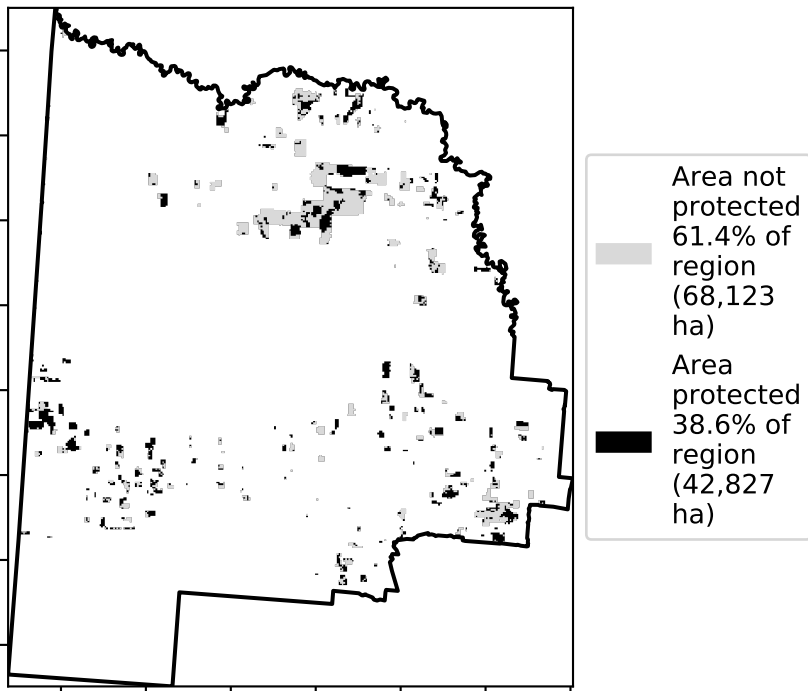 Area not
protected
61.4% of
region
(68,123
ha)
Area
protected
38.6% of
region
(42,827
ha)